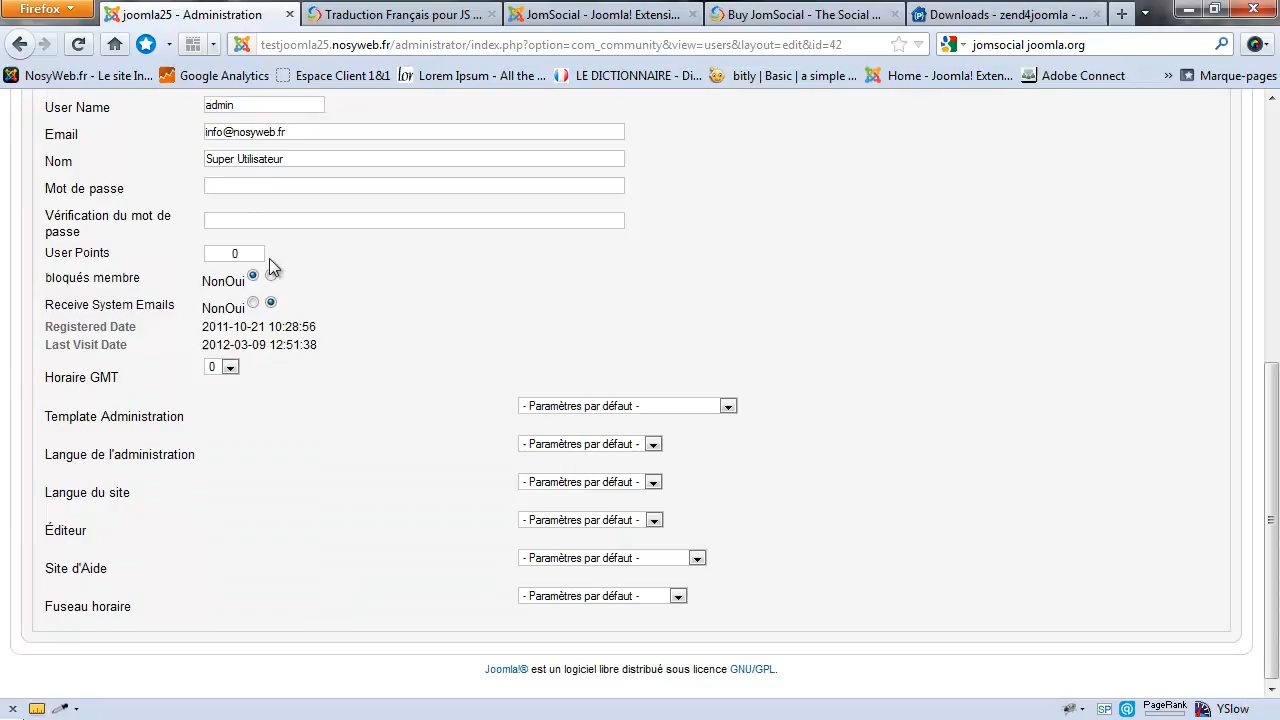 Firefox
joomla25 - Administration
Traduction Français pour JS ...
JomSocial - Joomla! Extensi...
Buy JomSocial - The Social ...
Downloads - zend4joomla - ...
testjoomla25.nosyweb.fr/administrator/index.php?option=com_community&view=users&layout=edit&id=42
jomsocial joomla.org
NosyWeb.fr - Le site In...
Google Analytics
Espace Client 1&1
lor Lorem Ipsum - All the ...
LE DICTIONNAIRE - Di...
bitly | Basic | a simple ...
Home - Joomla! Exten...
Adobe Connect
»
Marque-pages
User Name admin
Email info@nosyweb.fr
Nom Super Utilisateur
Mot de passe
Vérification du mot de
passe
User Points 0
bloqués membre NonOui
Receive System Emails NonOui
Registered Date 2011-10-21 10:28:56
Last Visit Date 2012-03-09 12:51:38
Horaire GMT 0
Template Administration - Paramètres par défaut -
Langue de l'administration - Paramètres par défaut -
Langue du site - Paramètres par défaut -
Éditeur - Paramètres par défaut -
Site d'Aide - Paramètres par défaut -
Fuseau horaire - Paramètres par défaut -
Joomla!® est un logiciel libre distribué sous licence GNU/GPL.
SP @ PageRank YSlow